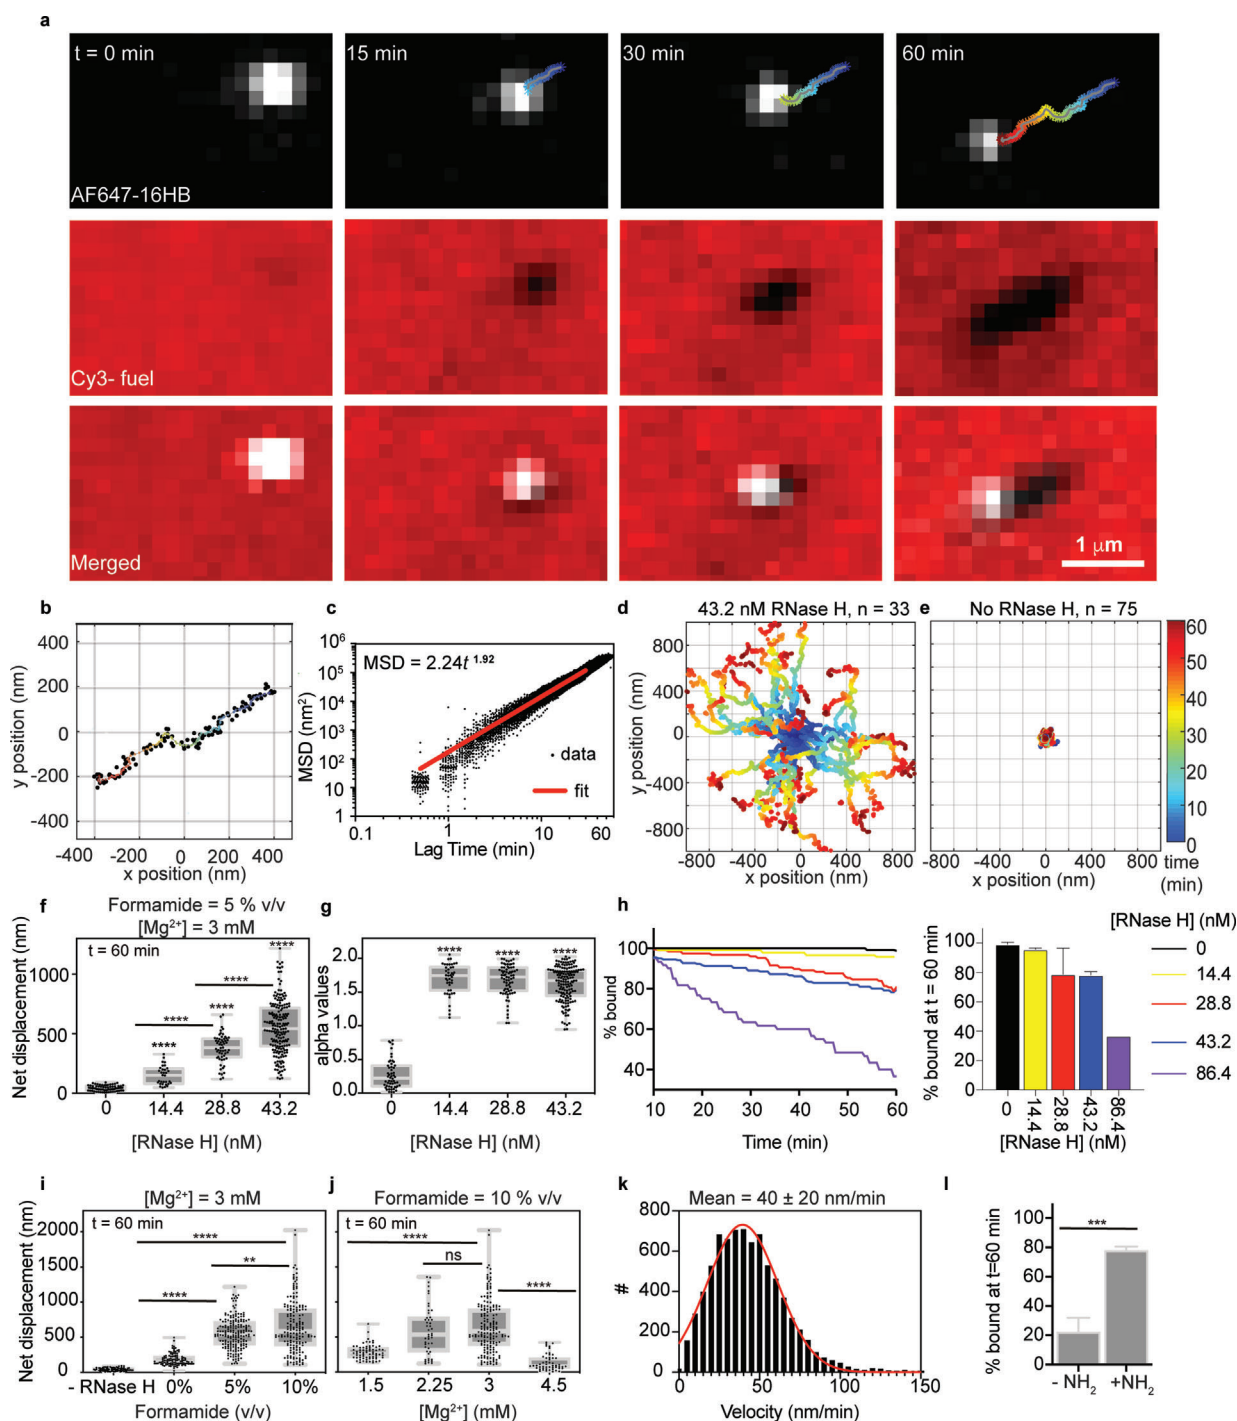 a
t = 0 min
15 min
30 min
60 min
AF647-16HB
Cy3- fuel
Merged
1 μm
b
y position (nm)
400
200
0
-200
-400
-400 -200 0 200 400
x position (nm)
c
MSD = 2.24t^1.92
MSD (nm²)
10⁶
10⁵
10⁴
10³
10²
10
1
data
fit
0.1 1 10 60
Lag Time (min)
d
43.2 nM RNase H, n = 33
y position (nm)
800
400
0
-400
-800
-800 -400 0 400 800
x position (nm)
e
No RNase H, n = 75
-800 -400 0 400 800
x position (nm)
60
50
40
30
20
10
0
time
(min)
f
Formamide = 5 % v/v
[Mg²⁺] = 3 mM
Net displacement (nm)
t = 60 min
1000
500
0
****
****
****
****
****
0 14.4 28.8 43.2
[RNase H] (nM)
g
alpha values
2.0
1.5
1.0
0.5
0.0
**** **** ****
0 14.4 28.8 43.2
[RNase H] (nM)
h
% bound
100
80
60
40
10 20 30 40 50 60
Time (min)
% bound at t = 60 min
100
80
60
40
20
0
0 14.4 28.8 43.2 86.4
[RNase H] (nM)
[RNase H] (nM)
0
14.4
28.8
43.2
86.4
i
[Mg²⁺] = 3 mM
Net displacement (nm)
t = 60 min
2000
1500
1000
500
0
****
**
****
- RNase H 0% 5% 10%
Formamide (v/v)
j
Formamide = 10 % v/v
t = 60 min
****
ns
****
1.5 2.25 3 4.5
[Mg²⁺] (mM)
k
Mean = 40 ± 20 nm/min
#
800
600
400
200
0
0 50 100 150
Velocity (nm/min)
l
% bound at t=60 min
100
80
60
40
20
0
***
- NH₂ +NH₂